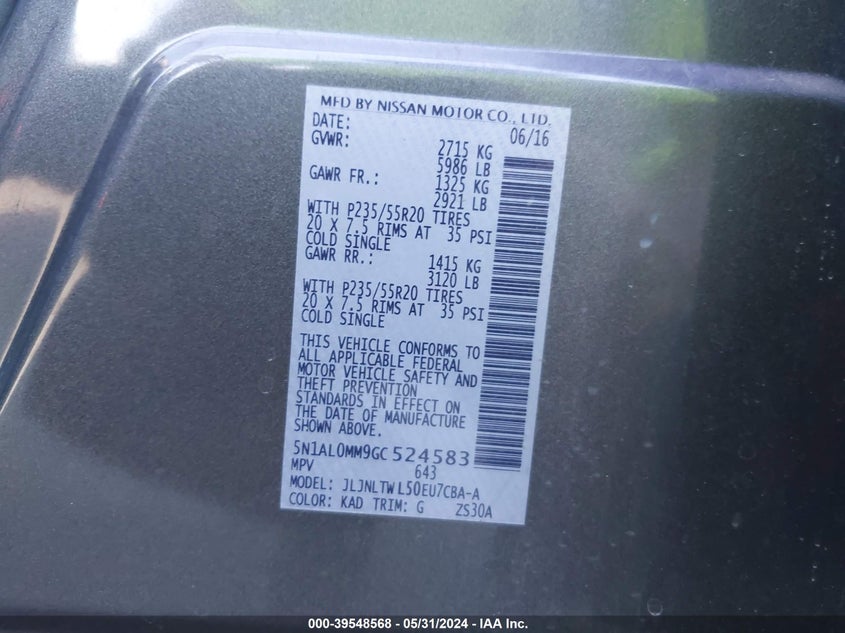 MFD BY NISSAN MOTOR CO., LTD.
DATE: 06/16
GVWR: 2715 KG
5986 LB
GAWR FR.: 1325 KG
2921 LB
WITH P235/55R20 TIRES
20 X 7.5 RIMS AT 35 PSI
COLD SINGLE
GAWR RR.: 1415 KG
3120 LB
WITH P235/55R20 TIRES
20 X 7.5 RIMS AT 35 PSI
COLD SINGLE
THIS VEHICLE CONFORMS TO
ALL APPLICABLE FEDERAL
MOTOR VEHICLE SAFETY AND
THEFT PREVENTION
STANDARDS IN EFFECT ON
THE DATE OF MANUFACTURE
SHOWN ABOVE.
5N1AL0MM9GC524583
MPV 643
MODEL: JLJNLTWL50EU7CBA-A
COLOR: KAD TRIM: G ZS30A
000-39548568 - 05/31/2024 - IAA Inc.